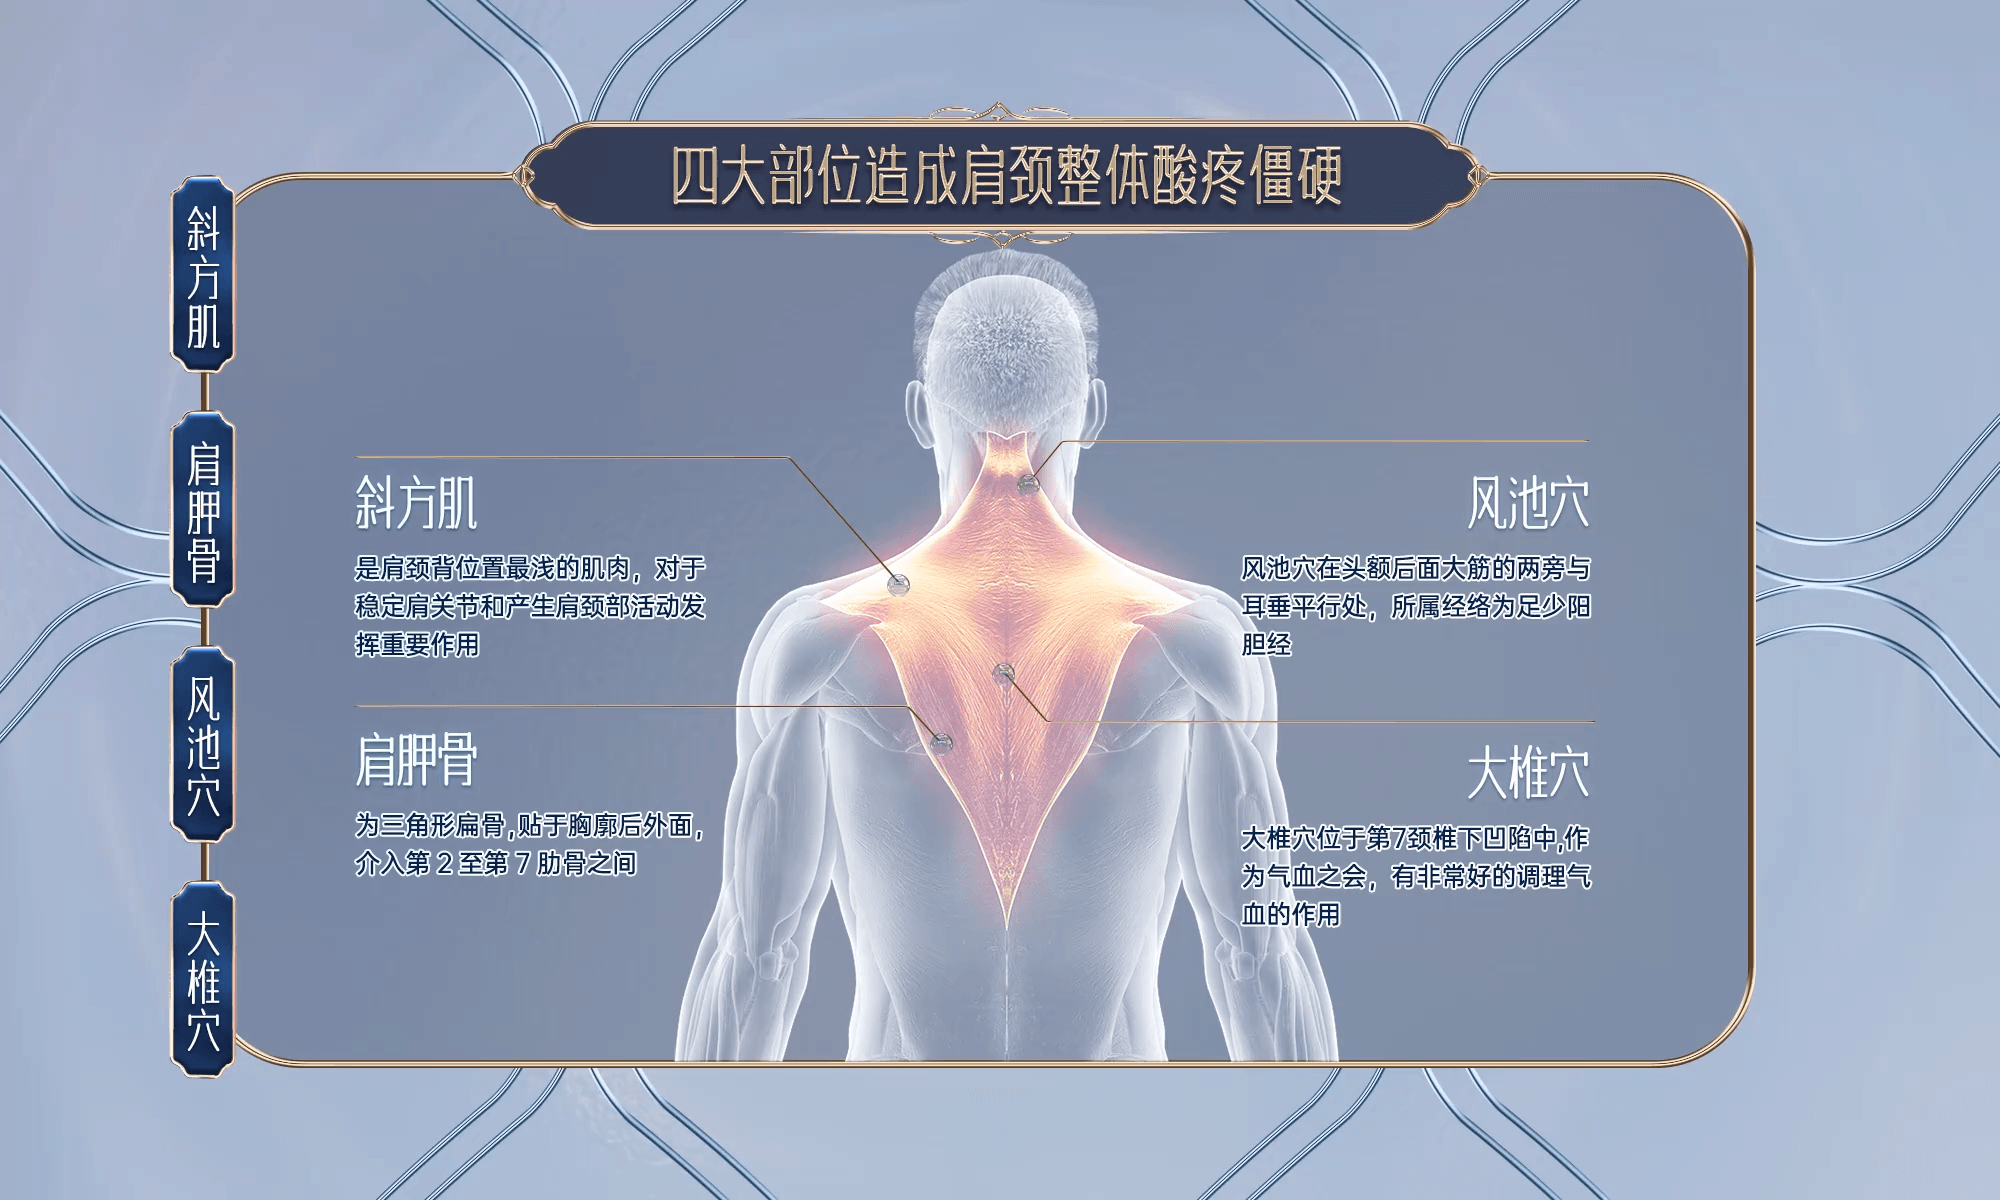 四大部位造成肩颈整体酸疼僵硬
斜方肌
肩胛骨
风池穴
大椎穴
斜方肌
是肩颈背位置最浅的肌肉，对于
稳定肩关节和产生肩颈部活动发
挥重要作用
肩胛骨
为三角形扁骨,贴于胸廓后外面，
介入第 2 至第 7 肋骨之间
风池穴
风池穴在头额后面大筋的两旁与
耳垂平行处，所属经络为足少阳
胆经
大椎穴
大椎穴位于第7颈椎下凹陷中,作
为气血之会，有非常好的调理气
血的作用